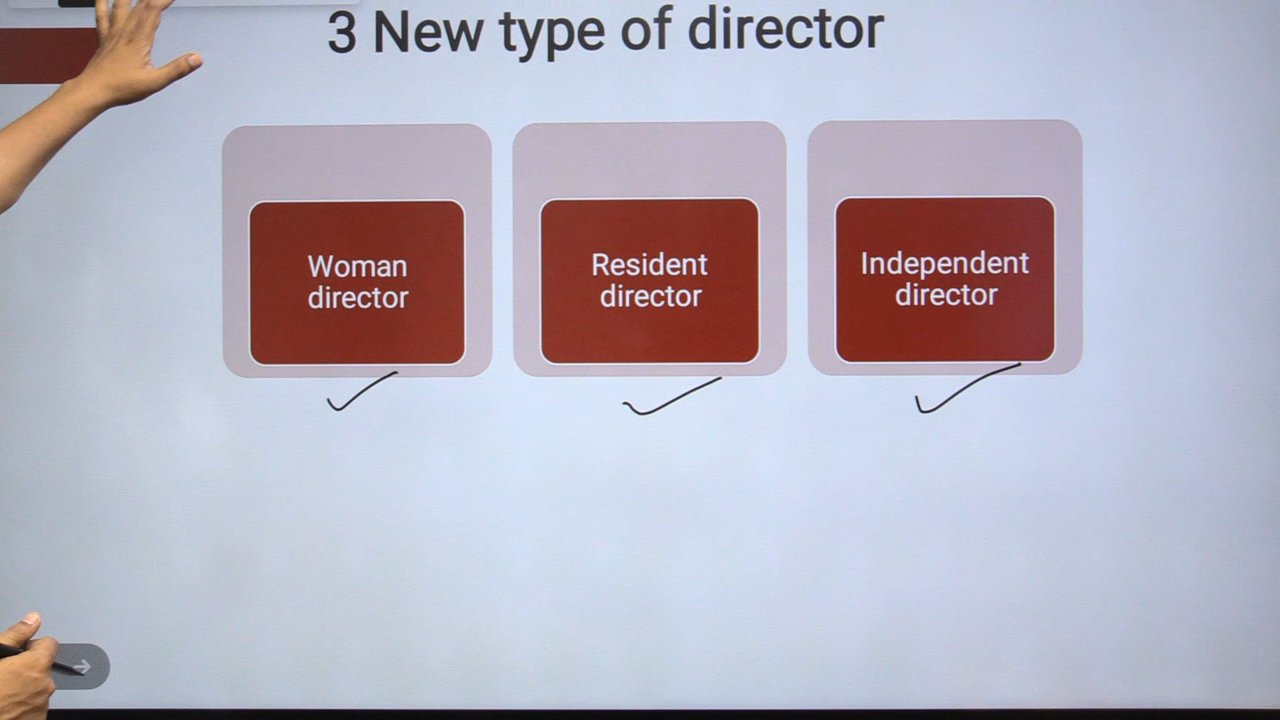 3 New type of director
Woman
director
Resident
director
Independent
director